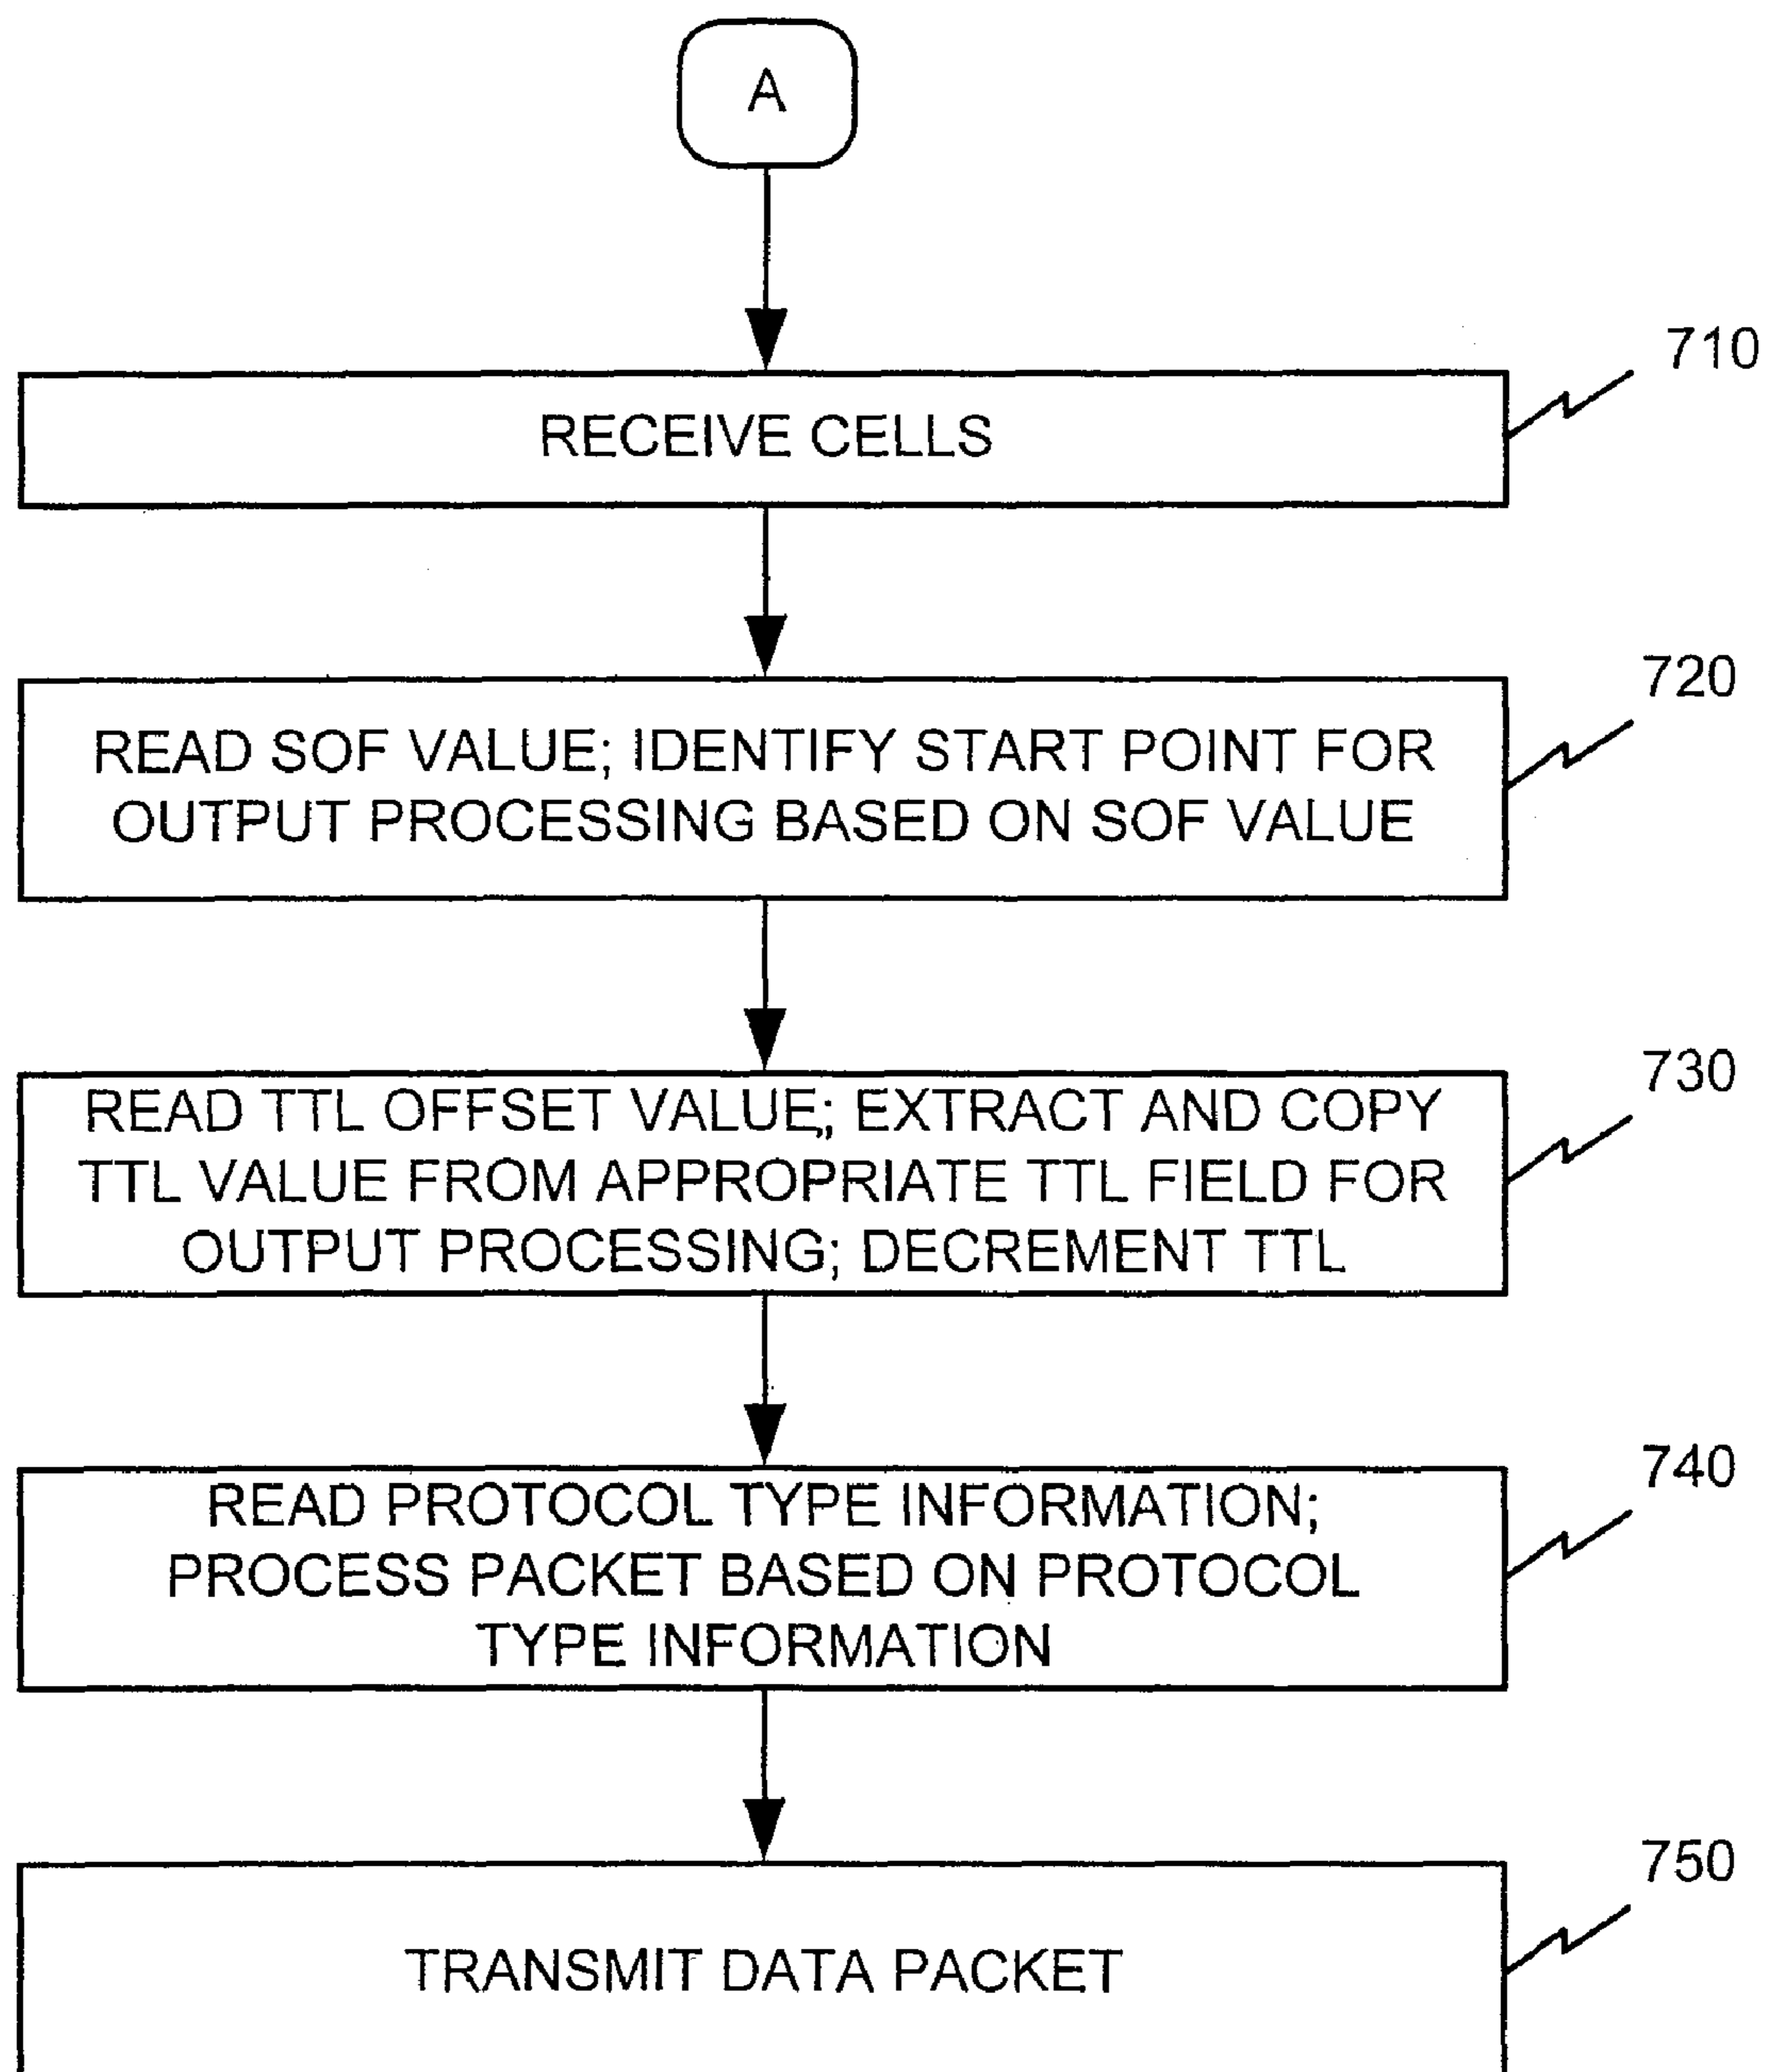 A
710
RECEIVE CELLS
720
READ SOF VALUE; IDENTIFY START POINT FOR
OUTPUT PROCESSING BASED ON SOF VALUE
730
READ TTL OFFSET VALUE; EXTRACT AND COPY
TTL VALUE FROM APPROPRIATE TTL FIELD FOR
OUTPUT PROCESSING; DECREMENT TTL
740
READ PROTOCOL TYPE INFORMATION;
PROCESS PACKET BASED ON PROTOCOL
TYPE INFORMATION
750
TRANSMIT DATA PACKET